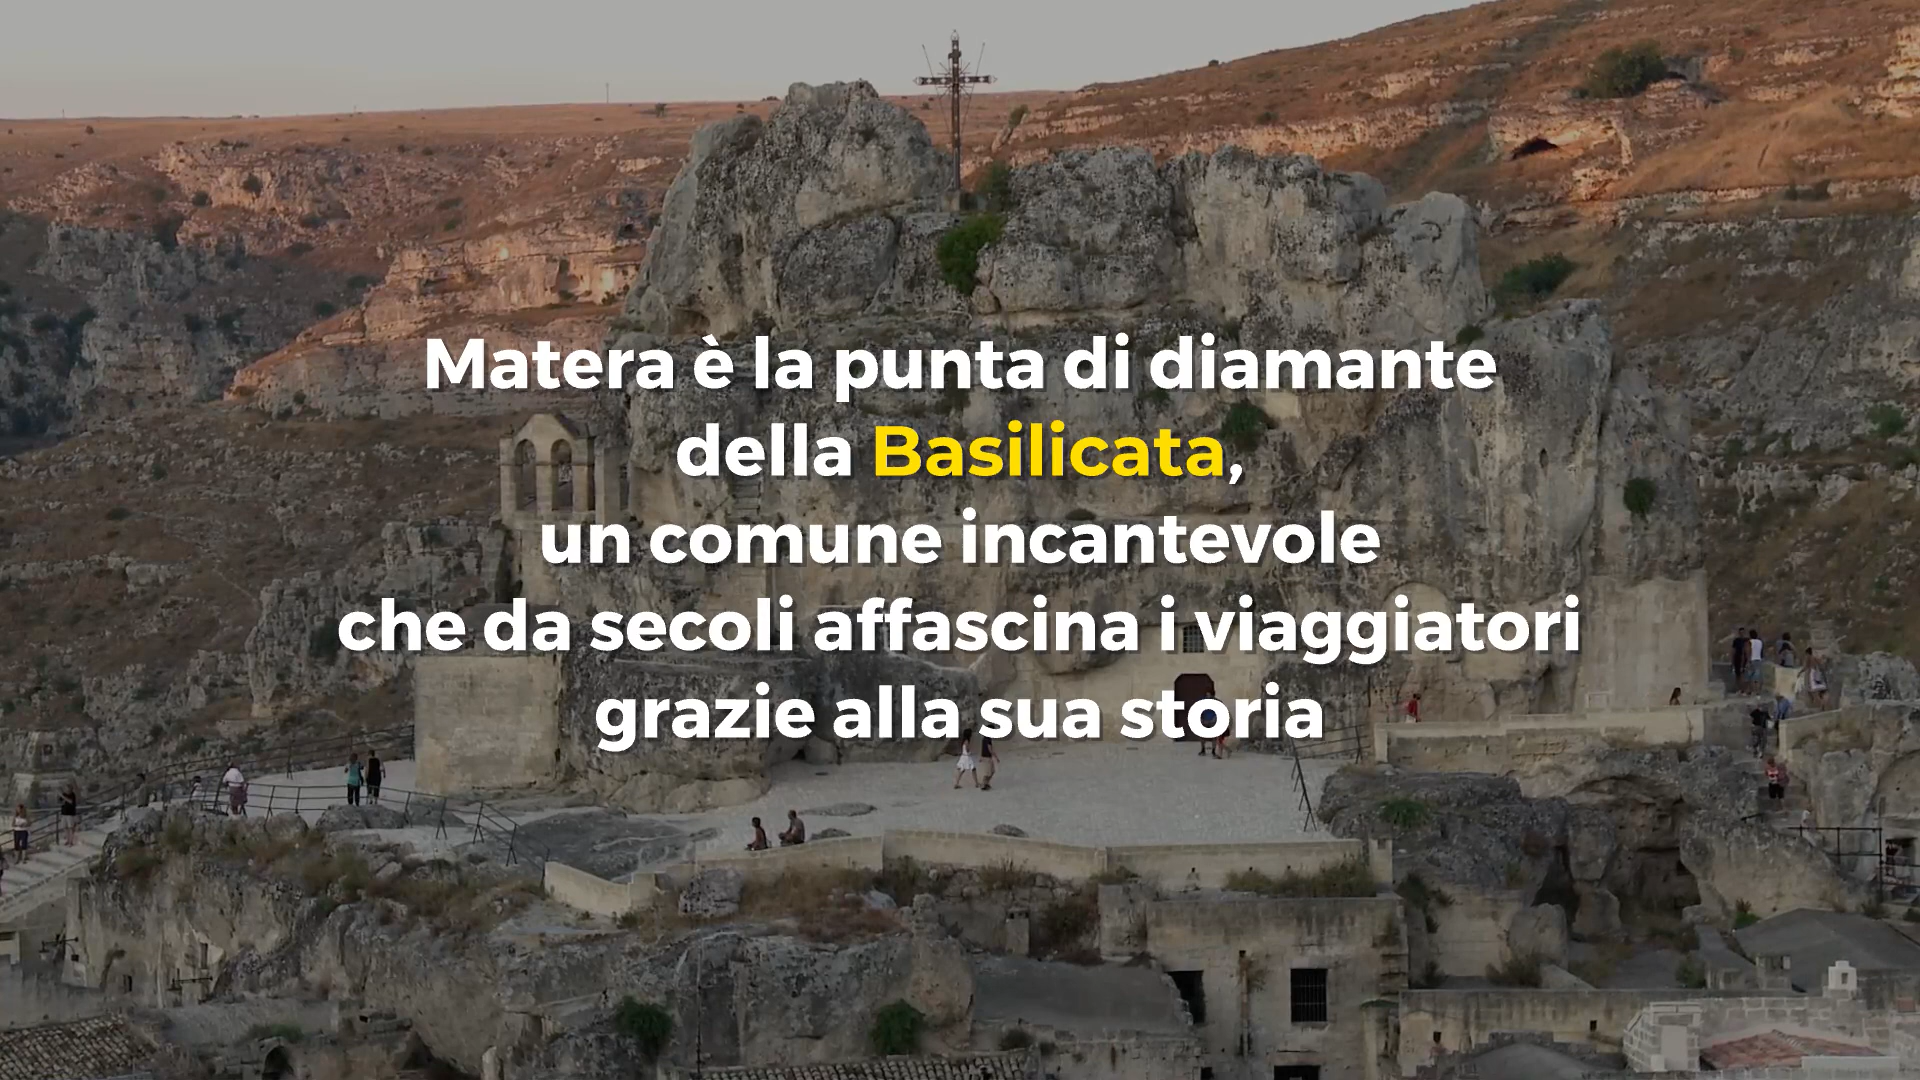 Matera è la punta di diamante
della Basilicata,
un comune incantevole
che da secoli affascina i viaggiatori
grazie alla sua storia